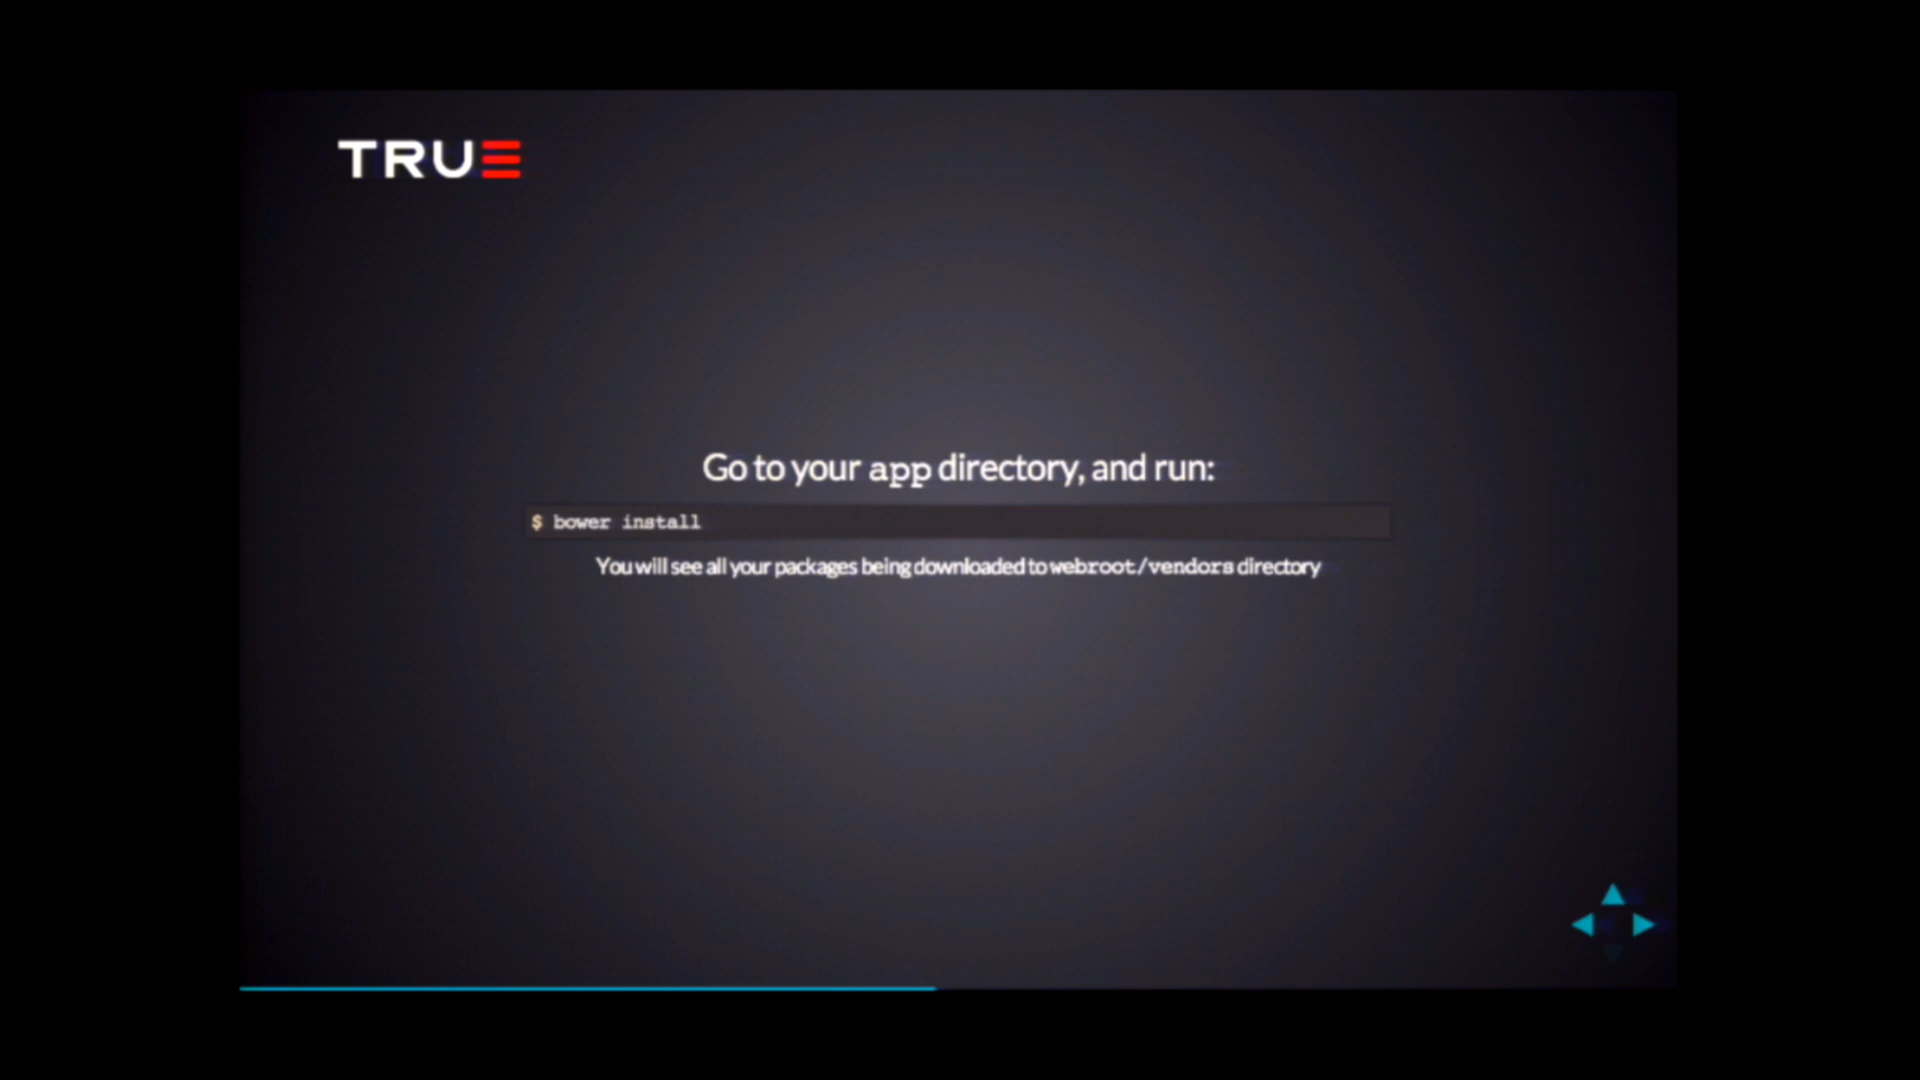 TRUE
Go to your app directory, and run:
$ bower install
You will see all your packages being downloaded to webroot/vendors directory